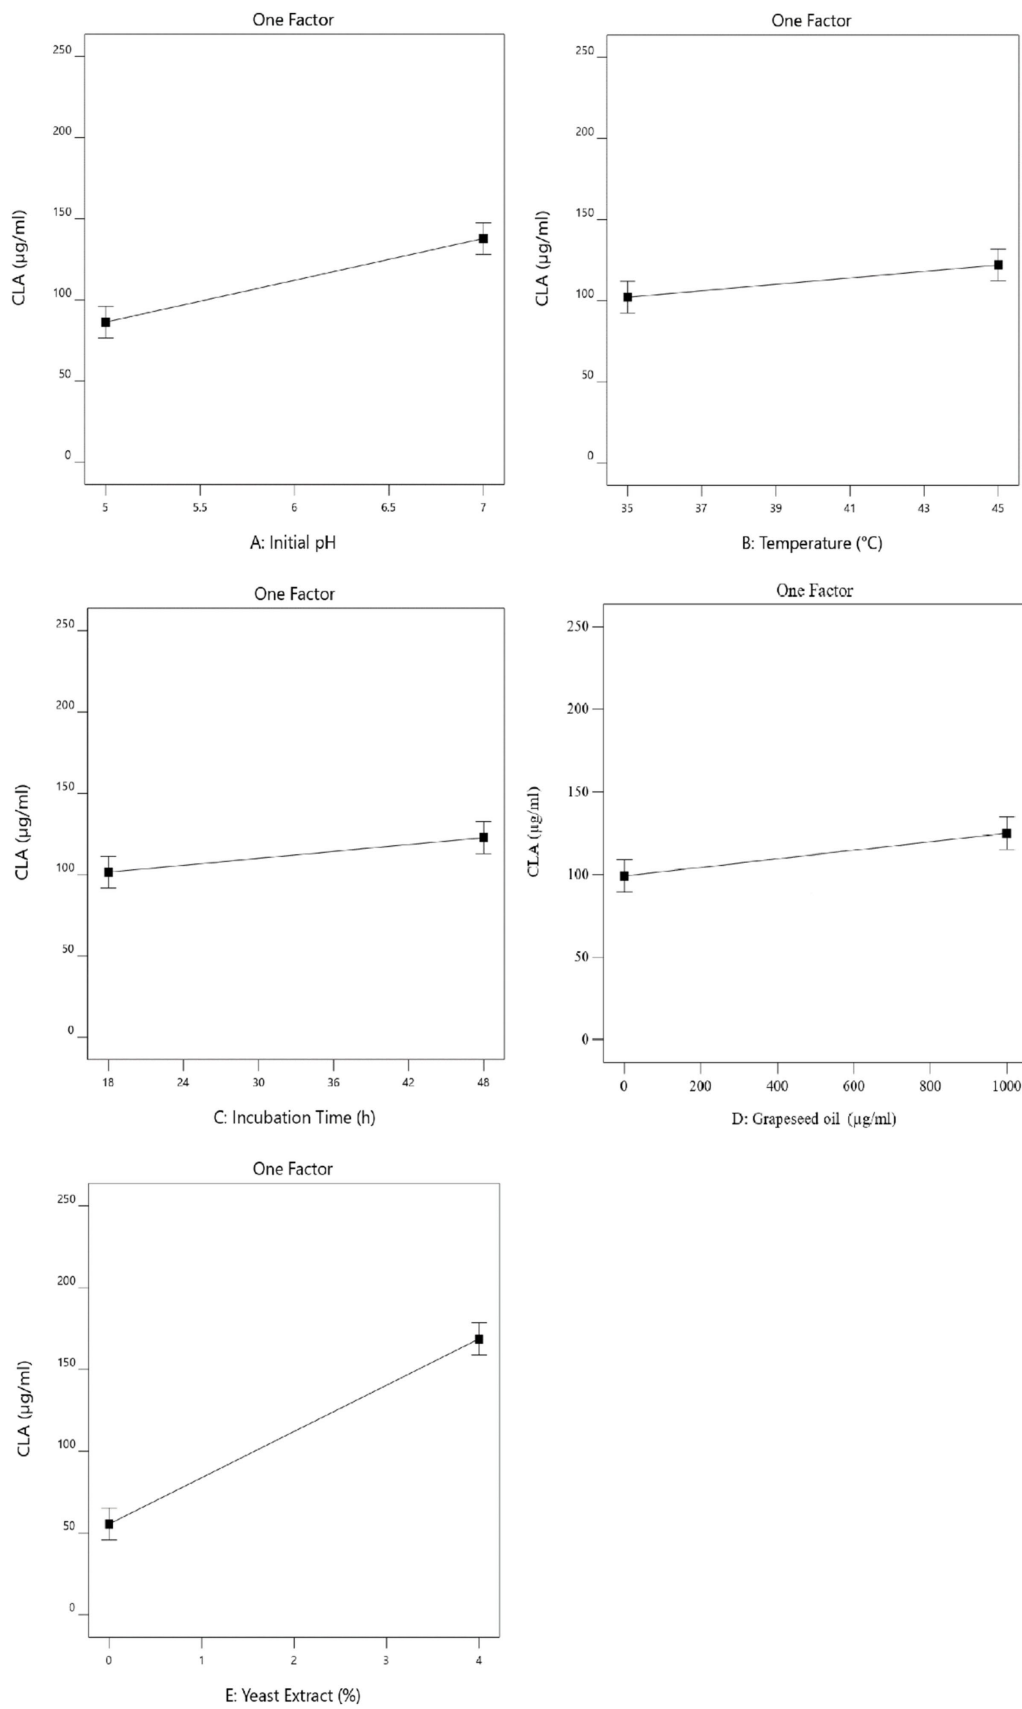 One Factor
250
200
150
100
50
0
CLA (µg/ml)
5 5.5 6 6.5 7
A: Initial pH
One Factor
250
200
150
100
50
0
CLA (µg/ml)
35 37 39 41 43 45
B: Temperature (°C)
One Factor
250
200
150
100
50
0
CLA (µg/ml)
18 24 30 36 42 48
C: Incubation Time (h)
One Factor
250
200
150
100
50
0
CLA (µg/ml)
0 200 400 600 800 1000
D: Grapeseed oil (µg/ml)
One Factor
250
200
150
100
50
0
CLA (µg/ml)
0 1 2 3 4
E: Yeast Extract (%)